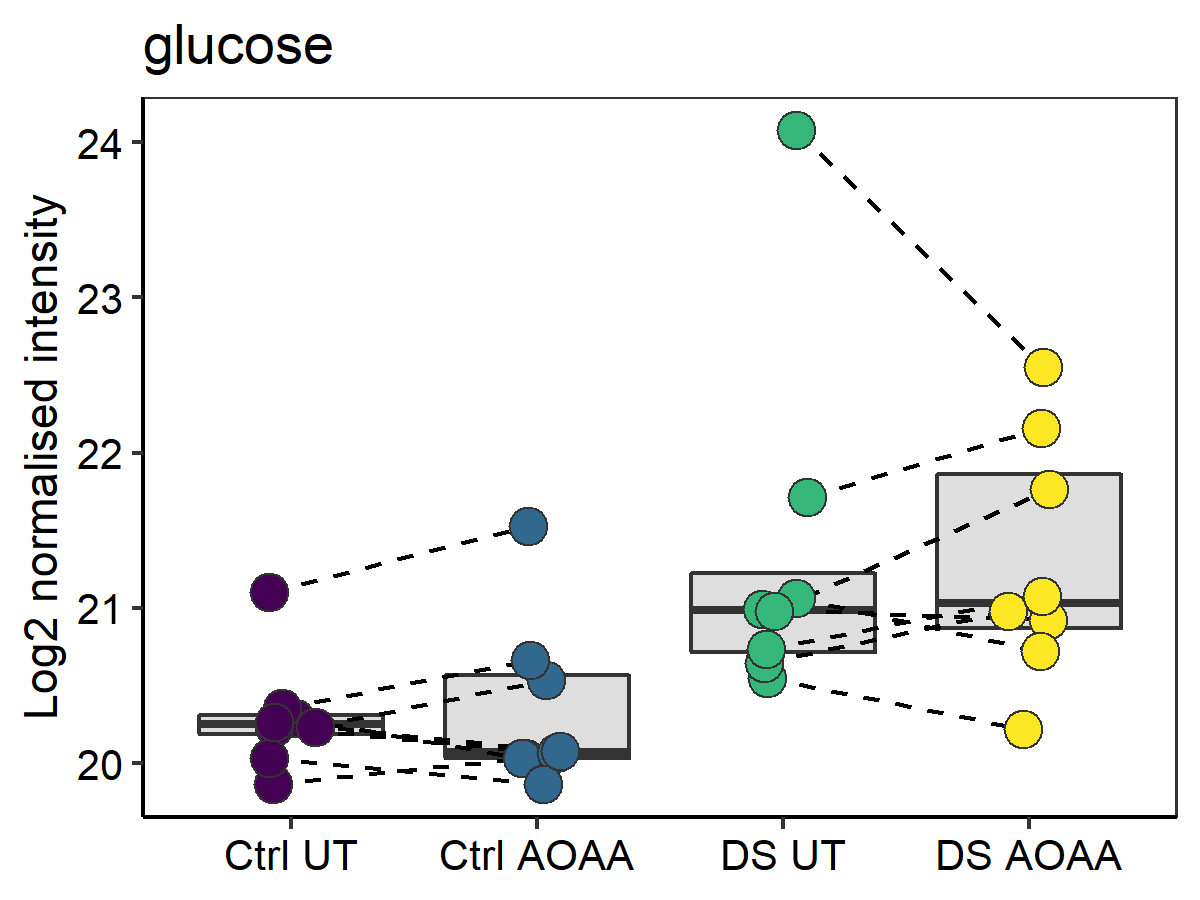 glucose
Log2 normalised intensity
24
23
22
21
20
Ctrl UT
Ctrl AOAA
DS UT
DS AOAA